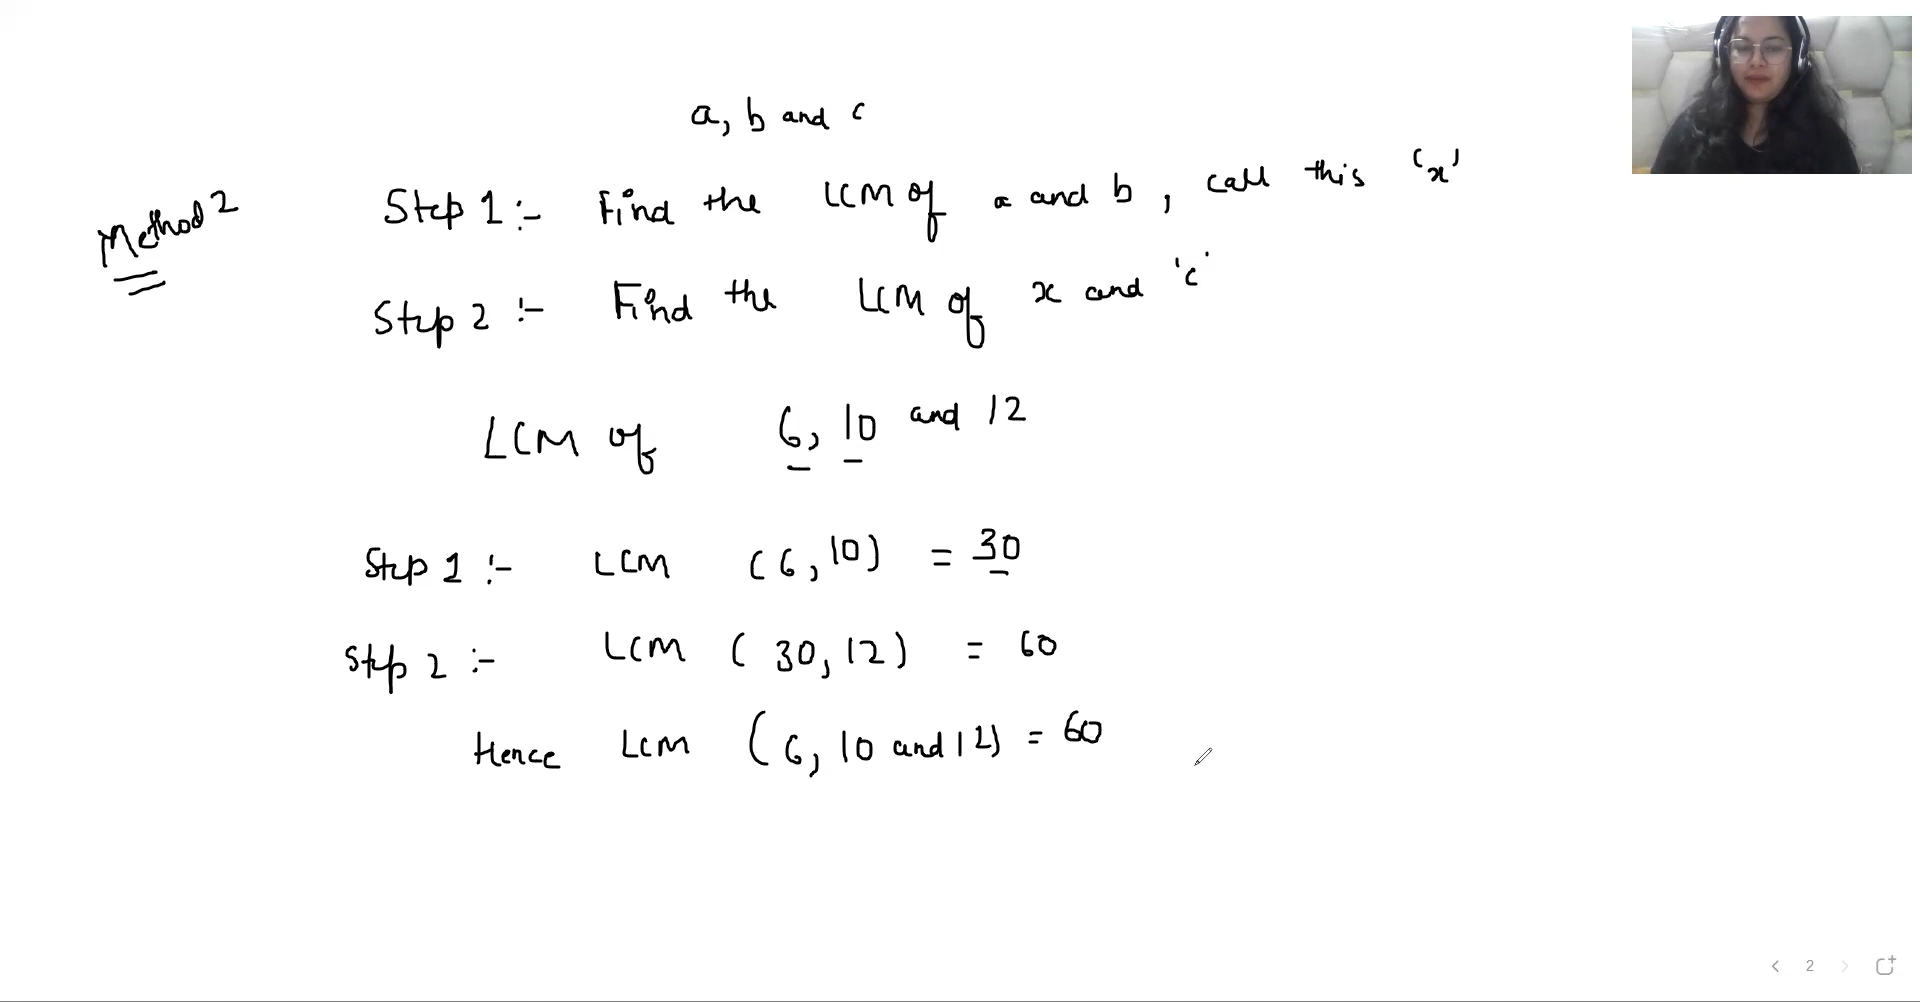 a, b and c
Method 2
Step 1 :- Find the LCM of a and b, call this 'x'
Step 2 :- Find the LCM of x and 'c'
LCM of 6, 10 and 12
Step 1 :- LCM (6, 10) = 30
Step 2 :- LCM (30, 12) = 60
Hence LCM (6, 10 and 12) = 60
2